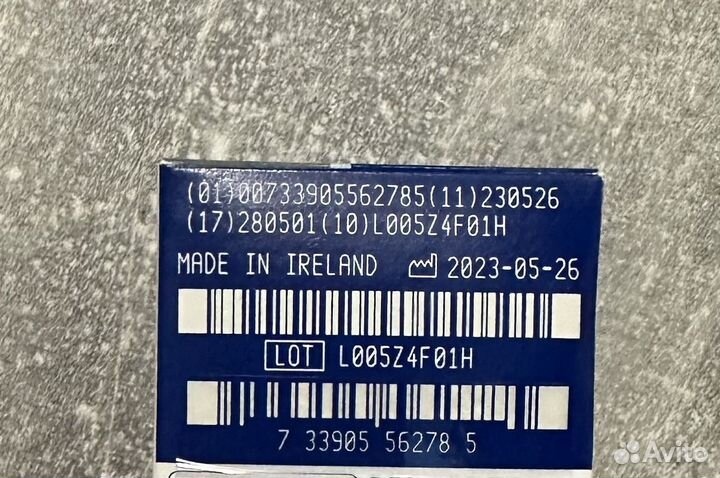 (01)00733905562785(11)230526
(17)280501(10)L005Z4F01H
MADE IN IRELAND 2023-05-26
LOT L005Z4F01H
7 33905 56278 5
Avito